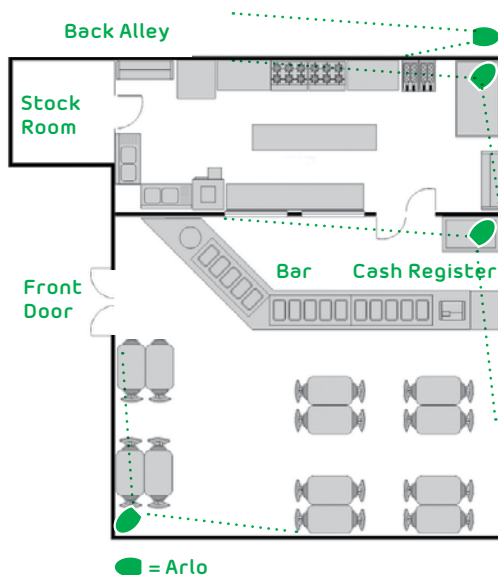 Back Alley
Stock
Room
Bar
Cash Register
Front
Door
= Arlo